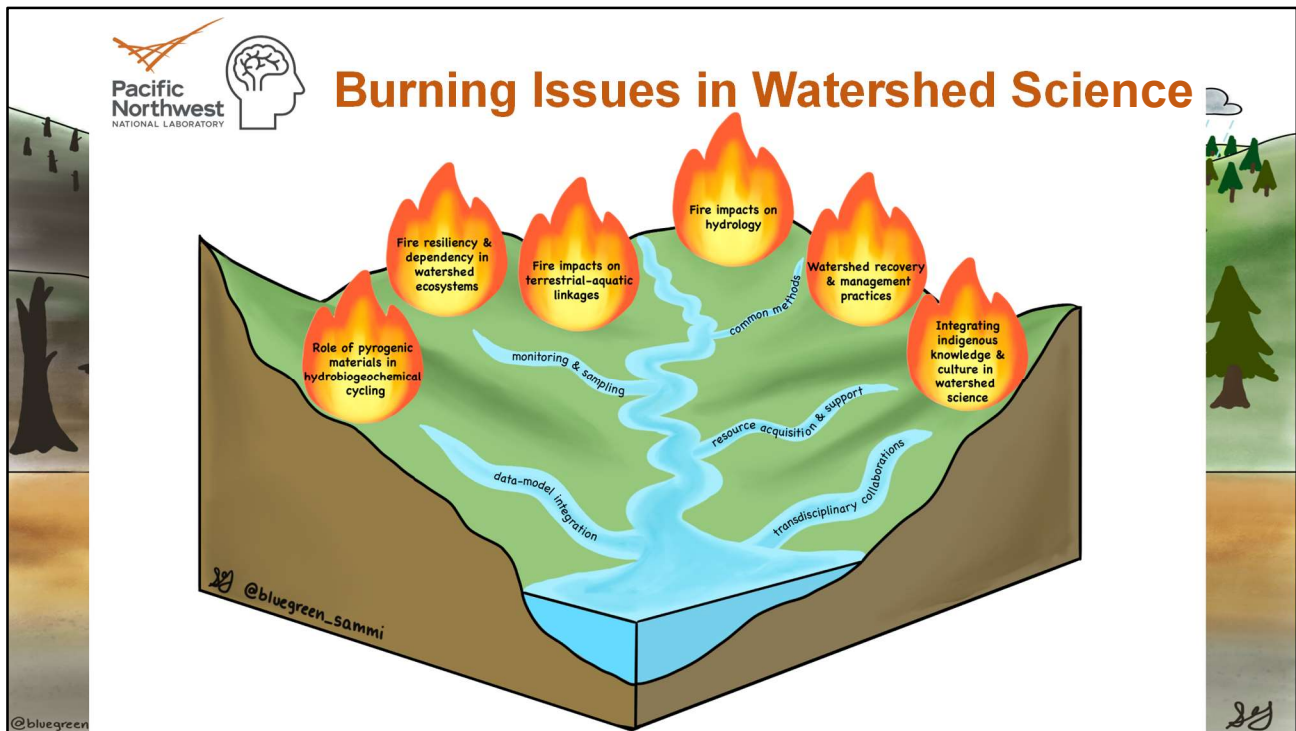 Pacific
Northwest
NATIONAL LABORATORY
Burning Issues in Watershed Science
Fire impacts on
hydrology
Fire resiliency &
dependency in
watershed
ecosystems
Fire impacts on
terrestrial-aquatic
linkages
Watershed recovery
& management
practices
Role of pyrogenic
materials in
hydrobiogeochemical
cycling
Integrating
indigenous
knowledge &
culture in
watershed
science
common methods
monitoring & sampling
resource acquisition & support
data-model
integration
transdisciplinary collaborations
@bluegreen_sammi
@bluegreen